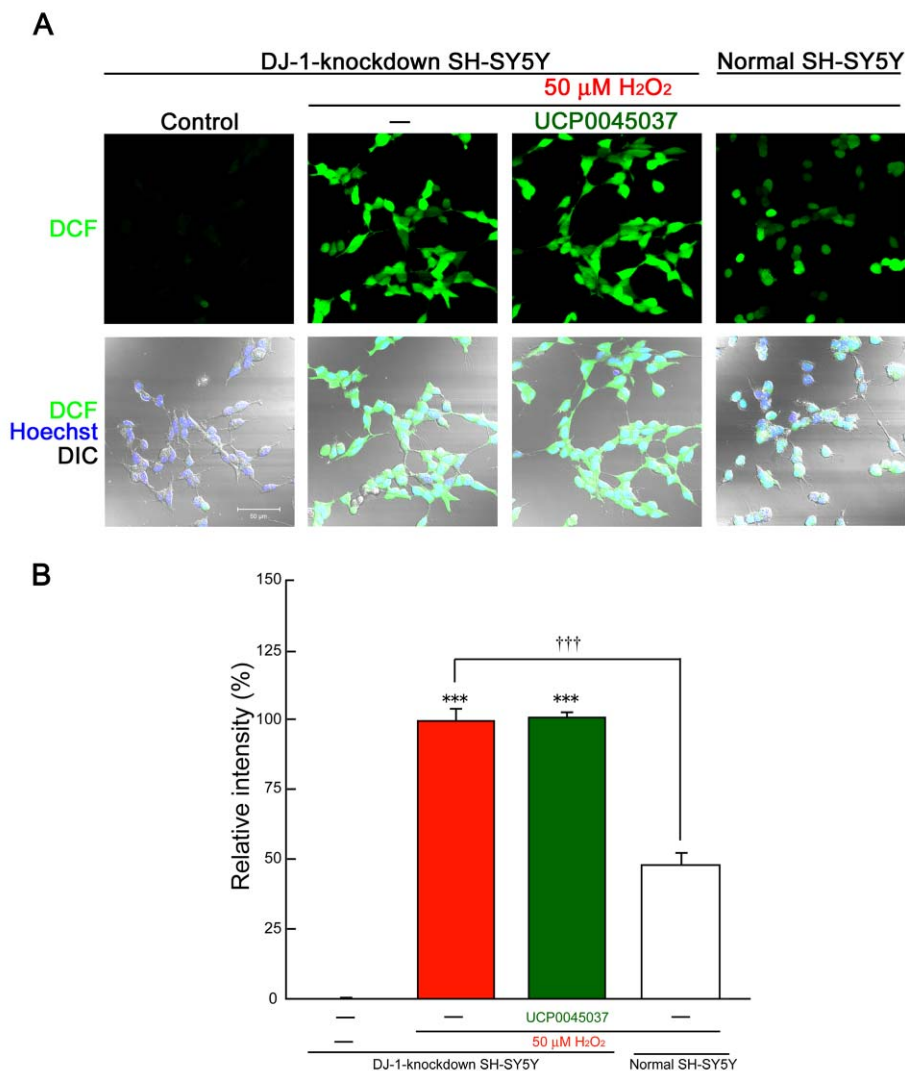 A
DJ-1-knockdown SH-SY5Y
Normal SH-SY5Y
50 μM H₂O₂
Control
—
UCP0045037
DCF
DCF
Hoechst
DIC
50 μm
B
Relative intensity (%)
150
125
100
75
50
25
0
†††
***
***
— — UCP0045037 —
— 50 μM H₂O₂
DJ-1-knockdown SH-SY5Y
Normal SH-SY5Y